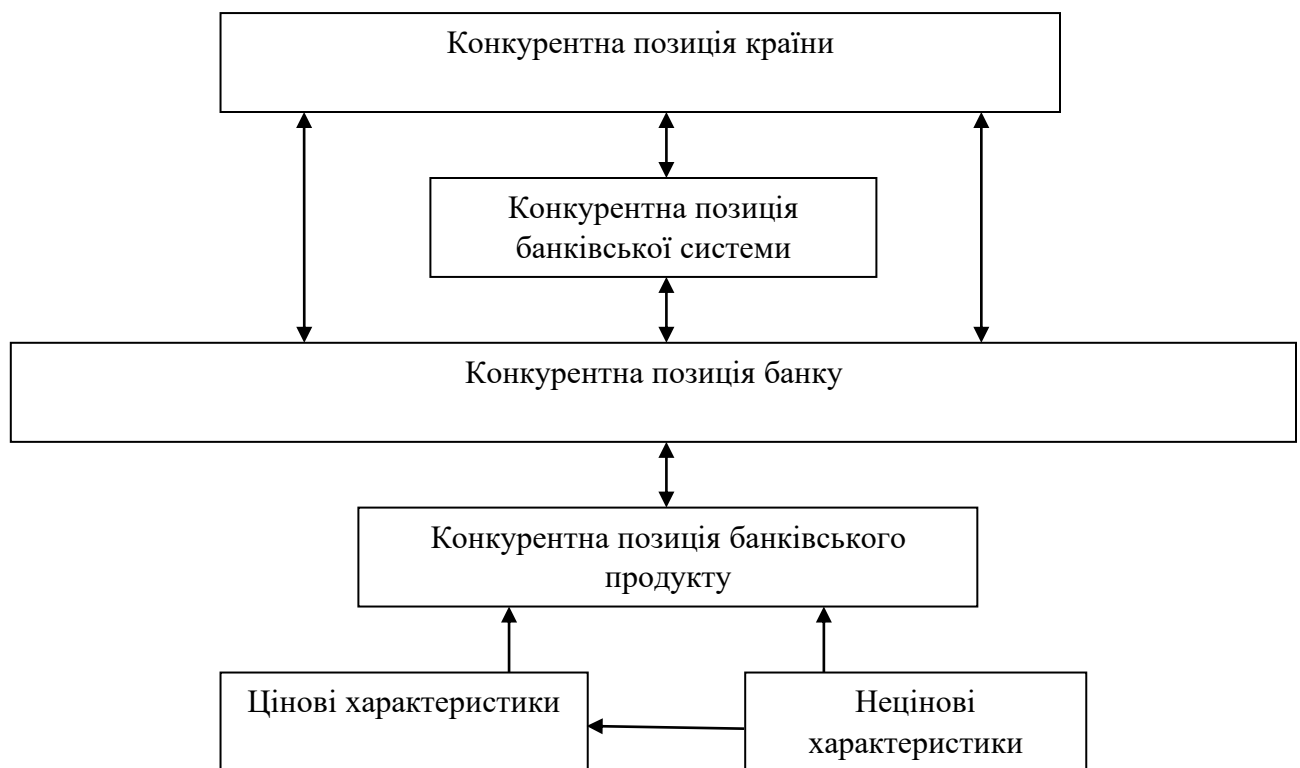 Конкурентна позиція країни
Конкурентна позиція
банківської системи
Конкурентна позиція банку
Конкурентна позиція банківського
продукту
Цінові характеристики
Нецінові
характеристики